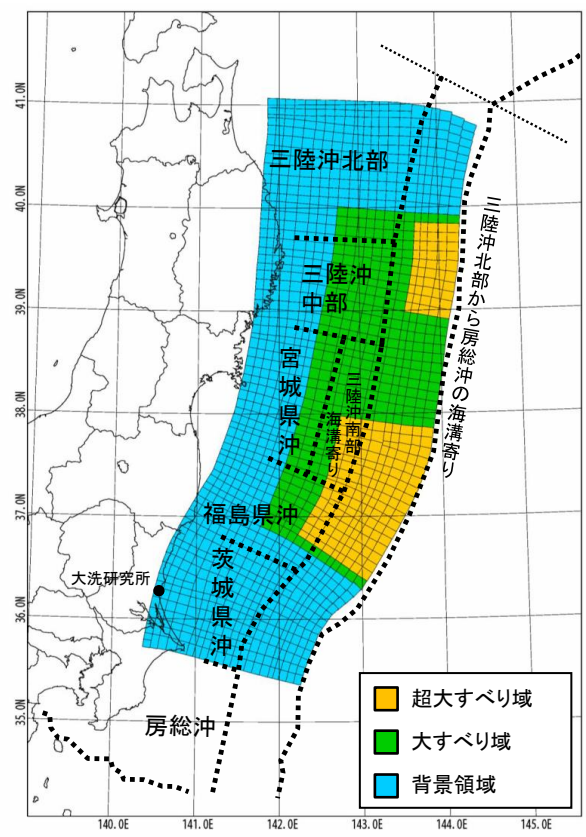 41.0N
40.0N
39.0N
38.0N
37.0N
36.0N
35.0N
三陸沖北部
三陸沖
中部
宮城県沖
三陸沖南部
海溝寄り
三陸沖北部から房総沖の海溝寄り
福島県沖
茨城県沖
大洗研究所
房総沖
超大すべり域
大すべり域
背景領域
140.0E
141.0E
142.0E
143.0E
144.0E
145.0E